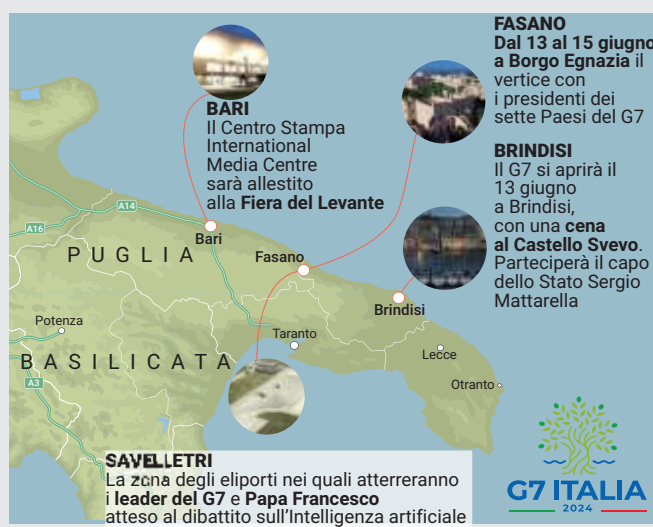 FASANO
Dal 13 al 15 giugno
a Borgo Egnazia il
vertice con
i presidenti dei
sette Paesi del G7
BARI
Il Centro Stampa
International
Media Centre
sarà allestito
alla Fiera del Levante
BRINDISI
Il G7 si aprirà il
13 giugno
a Brindisi,
con una cena
al Castello Svevo.
Parteciperà il capo
dello Stato Sergio
Mattarella
A14
A16
Bari
PUGLIA
Fasano
Brindisi
Potenza
Taranto
BASILICATA
Lecce
A3
Otranto
SAVELLETRI
La zona degli eliporti nei quali atterreranno
i leader del G7 e Papa Francesco
atteso al dibattito sull'Intelligenza artificiale
G7 ITALIA
2024